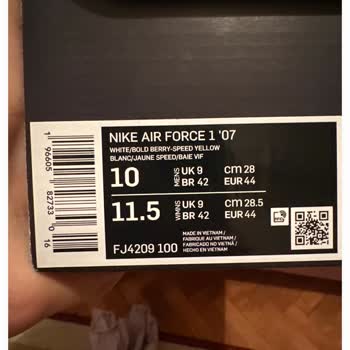 NIKE AIR FORCE 1 '07
WHITE/BOLD BERRY-SPEED YELLOW
BLANC/JAUNE SPEED/BAIE VIF
10 MENS UK 9 CM 28
BR 42 EUR 44
11.5 WMNS UK 9 CM 28.5
BR 42 EUR 44
MADE IN VIETNAM /
FABRIQUÉ AU VIETNAM /
FABRICADO NO VIETNÃ /
HECHO EN VIETNAM
FJ4209 100
1 96605 82733 0 16